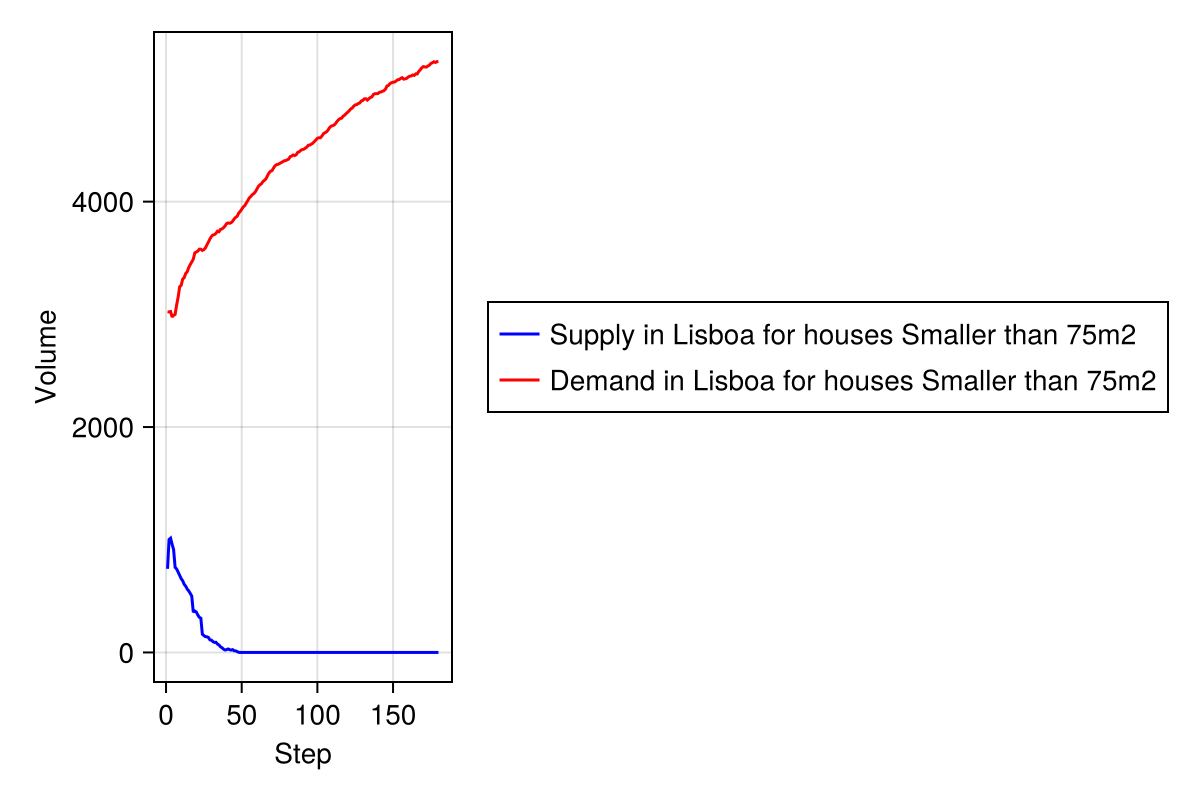 4000
2000
0
Volume
0 50 100 150
Step
Supply in Lisboa for houses Smaller than 75m2
Demand in Lisboa for houses Smaller than 75m2